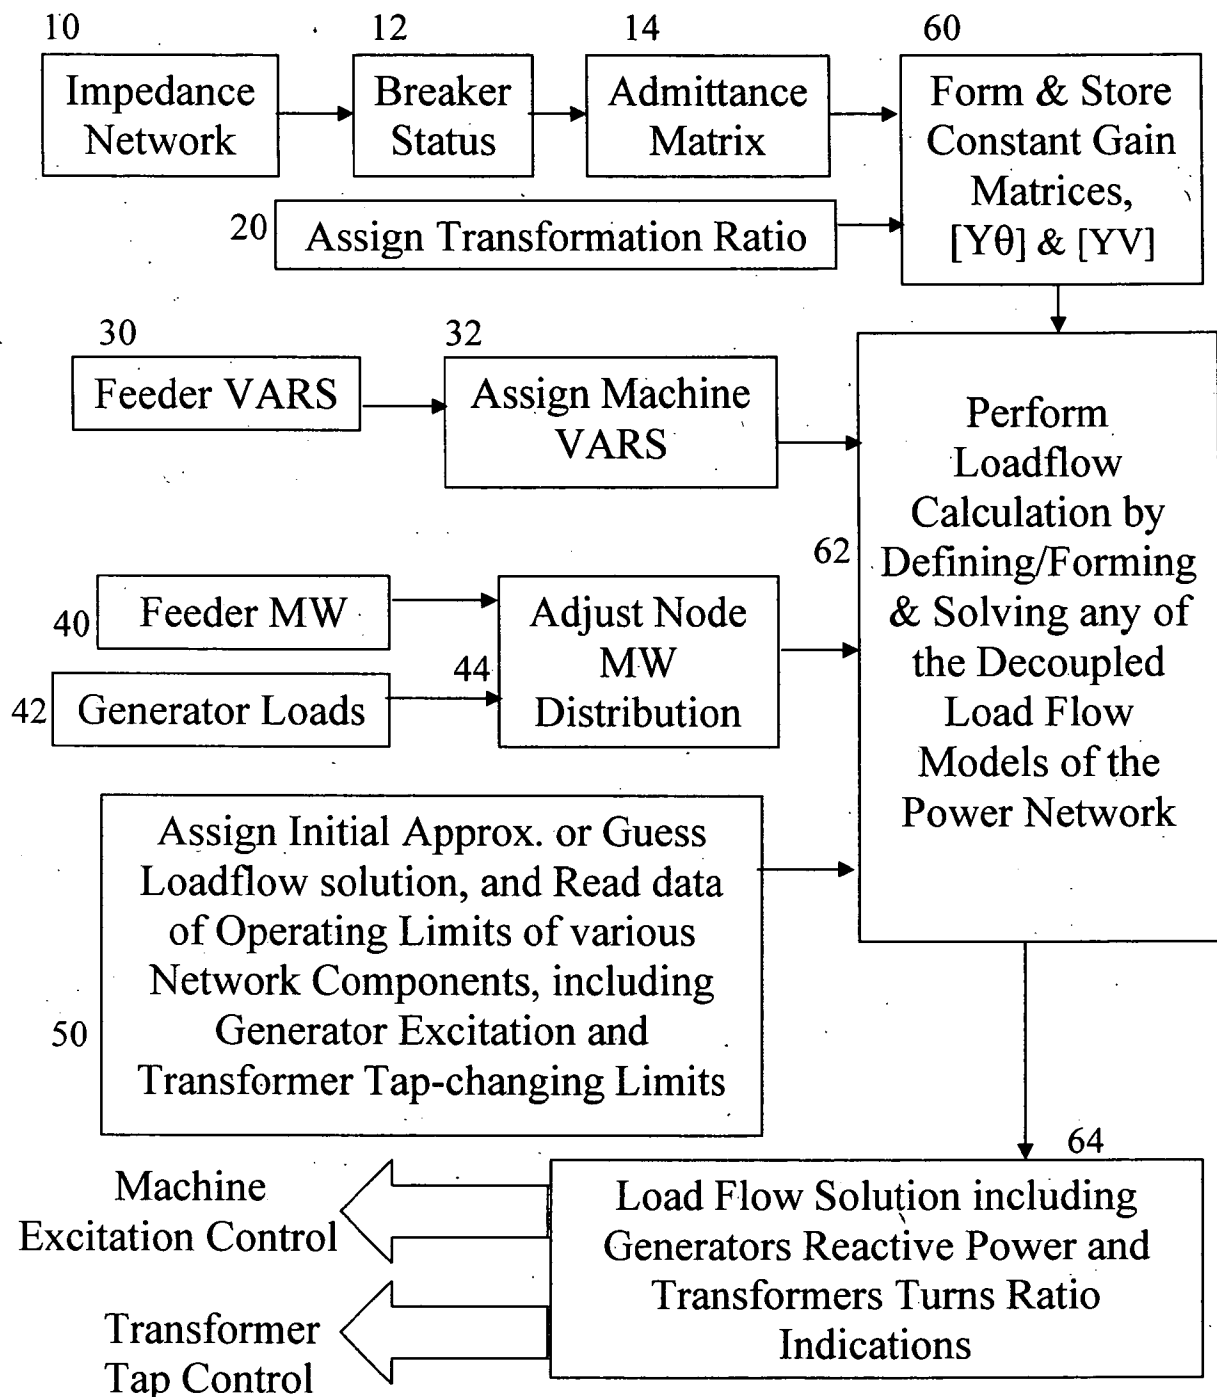 10
12
14
60
Impedance
Network
Breaker
Status
Admittance
Matrix
Form & Store
Constant Gain
Matrices,
[Yθ] & [YV]
20
Assign Transformation Ratio
30
32
Feeder VARS
Assign Machine
VARS
62
Perform
Loadflow
Calculation by
Defining/Forming
& Solving any of
the Decoupled
Load Flow
Models of the
Power Network
40
Feeder MW
42
Generator Loads
44
Adjust Node
MW
Distribution
50
Assign Initial Approx. or Guess
Loadflow solution, and Read data
of Operating Limits of various
Network Components, including
Generator Excitation and
Transformer Tap-changing Limits
64
Load Flow Solution including
Generators Reactive Power and
Transformers Turns Ratio
Indications
Machine
Excitation Control
Transformer
Tap Control